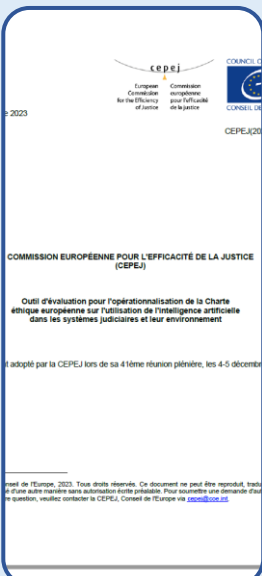 cepej
COUNCIL O
European Commission
Commission européenne
for the Efficiency pour l'efficacité
of Justice de la justice
CONSEIL DE
e 2023
CEPEJ(20
COMMISSION EUROPÉENNE POUR L'EFFICACITÉ DE LA JUSTICE
(CEPEJ)
Outil d'évaluation pour l'opérationnalisation de la Charte
éthique européenne sur l'utilisation de l'intelligence artificielle
dans les systèmes judiciaires et leur environnement
t adopté par la CEPEJ lors de sa 41ème réunion plénière, les 4-5 décembr
nseil de l'Europe, 2023. Tous droits réservés. Ce document ne peut être reproduit, tradu
é d'une autre manière sans autorisation écrite préalable. Pour soumettre une demande d'aut
re question, veuillez contacter la CEPEJ, Conseil de l'Europe via cepej@coe.int.